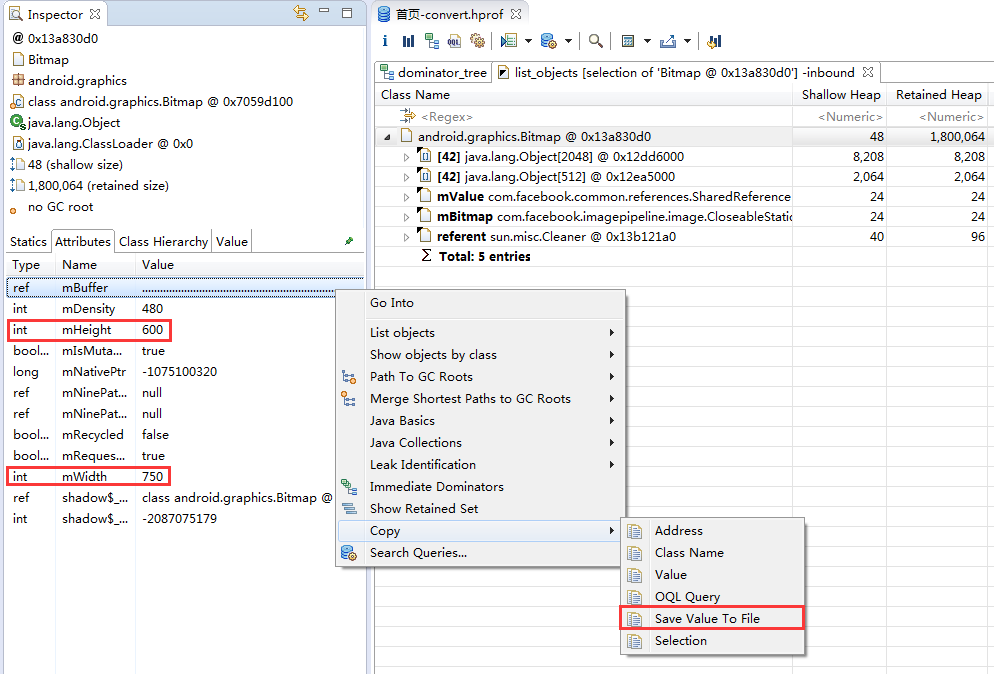 Inspector
@ 0x13a830d0
Bitmap
android.graphics
class android.graphics.Bitmap @ 0x7059d100
java.lang.Object
java.lang.ClassLoader @ 0x0
48 (shallow size)
1,800,064 (retained size)
no GC root
Statics Attributes Class Hierarchy Value
Type Name Value
ref mBuffer ................................................
int mDensity 480
int mHeight 600
bool... mIsMuta... true
long mNativePtr -1075100320
ref mNinePat... null
ref mNinePat... null
bool... mRecycled false
bool... mReques... true
int mWidth 750
ref shadow$_... class android.graphics.Bitmap @
int shadow$_... -2087075179
首页-convert.hprof
i OQL
dominator_tree list_objects [selection of 'Bitmap @ 0x13a830d0'] -inbound
Class Name Shallow Heap Retained Heap
<Regex> <Numeric> <Numeric>
android.graphics.Bitmap @ 0x13a830d0 48 1,800,064
[42] java.lang.Object[2048] @ 0x12dd6000 8,208 8,208
[42] java.lang.Object[512] @ 0x12ea5000 2,064 2,064
mValue com.facebook.common.references.SharedReference 24 24
mBitmap com.facebook.imagepipeline.image.CloseableStatic 24 24
referent sun.misc.Cleaner @ 0x13b121a0 40 96
Σ Total: 5 entries
Go Into
List objects
Show objects by class
Path To GC Roots
Merge Shortest Paths to GC Roots
Java Basics
Java Collections
Leak Identification
Immediate Dominators
Show Retained Set
Copy
Search Queries...
Address
Class Name
Value
OQL Query
Save Value To File
Selection